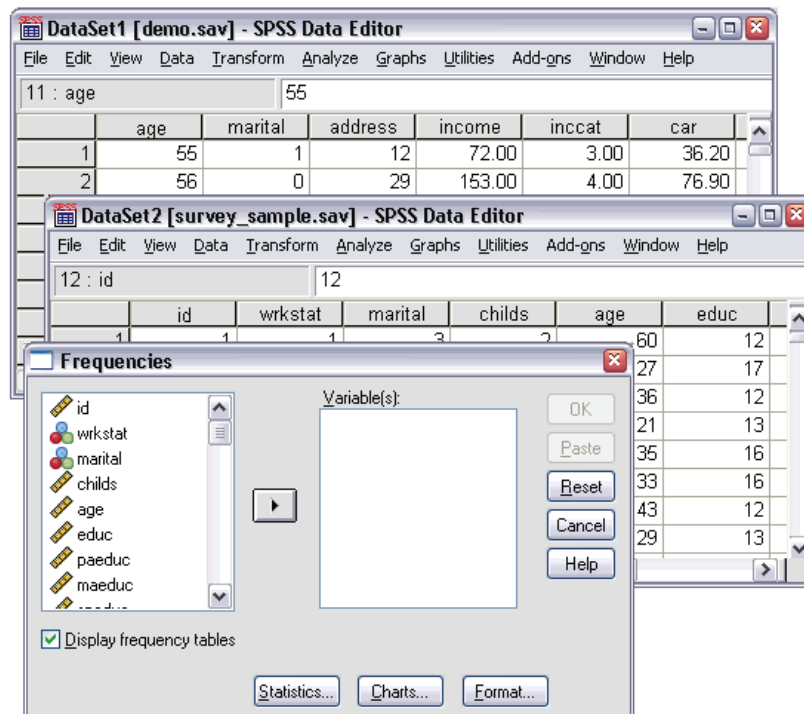 DataSet1 [demo.sav] - SPSS Data Editor
File Edit View Data Transform Analyze Graphs Utilities Add-ons Window Help
11 : age 55
age marital address income inccat car
1 55 1 12 72.00 3.00 36.20
2 56 0 29 153.00 4.00 76.90
DataSet2 [survey_sample.sav] - SPSS Data Editor
File Edit View Data Transform Analyze Graphs Utilities Add-ons Window Help
12 : id 12
id wrkstat marital childs age educ
1 1 1 3 2 60 12
27 17
36 12
21 13
35 16
33 16
43 12
29 13
Frequencies
id
wrkstat
marital
childs
age
educ
paeduc
maeduc
Variable(s):
OK
Paste
Reset
Cancel
Help
Display frequency tables
Statistics... Charts... Format...